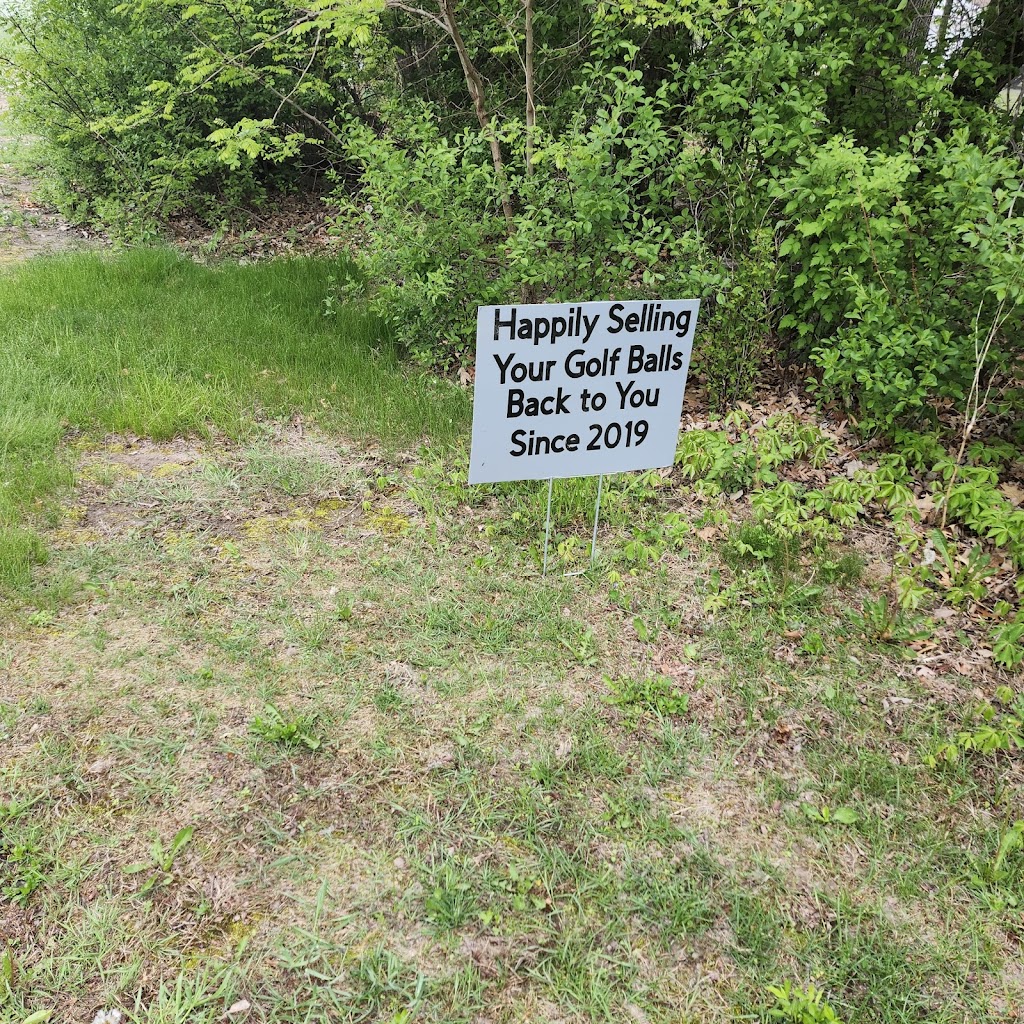 Happily Selling
Your Golf Balls
Back to You
Since 2019